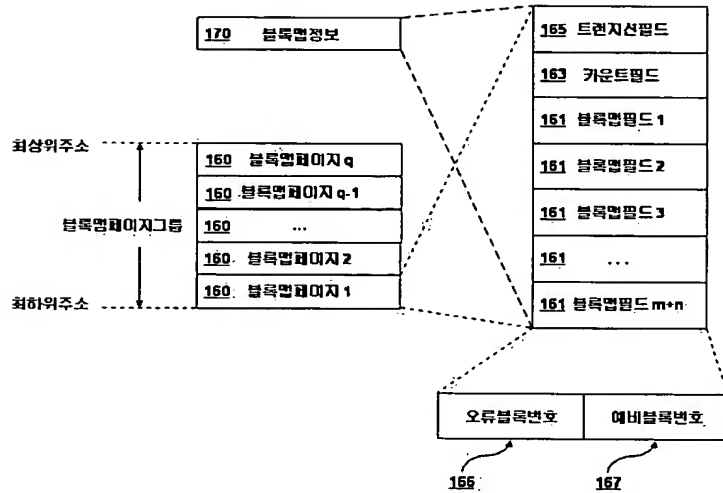 170 블록맵정보
최상위주소
블록맵페이지그룹
최하위주소
160 블록맵페이지 q
160 블록맵페이지 q-1
160 ...
160 블록맵페이지 2
160 블록맵페이지 1
165 트런지션필드
163 카운트필드
161 블록맵필드 1
161 블록맵필드 2
161 블록맵필드 3
161 ...
161 블록맵필드 m+n
오류블록번호
예비블록번호
166
167